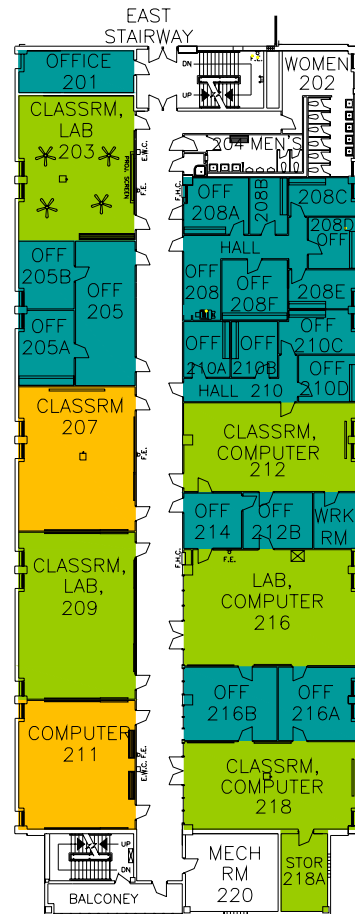 EAST
STAIRWAY
OFFICE
201
DN
UP
F.E.
WOMEN
202
CLASSRM,
LAB
203
E.W.C.
F.E.
PROJ. SCREEN
204 MEN'S
F.H.C.
OFF
208A
208B
208C
208D
OFF
HALL
OFF
205B
OFF
205
OFF
205A
OFF
208
OFF
208F
208E
OFF
210C
OFF
210A
OFF
210B
OFF
210D
HALL 210
CLASSRM
207
F.E.
CLASSRM,
COMPUTER
212
OFF
214
OFF
212B
WRK
RM
F.H.C.
F.E.
CLASSRM,
LAB,
209
LAB,
COMPUTER
216
OFF
216B
OFF
216A
COMPUTER
211
F.E.
E.W.C.
CLASSRM,
COMPUTER
218
UP
DN
BALCONEY
MECH
RM
220
STOR
218A